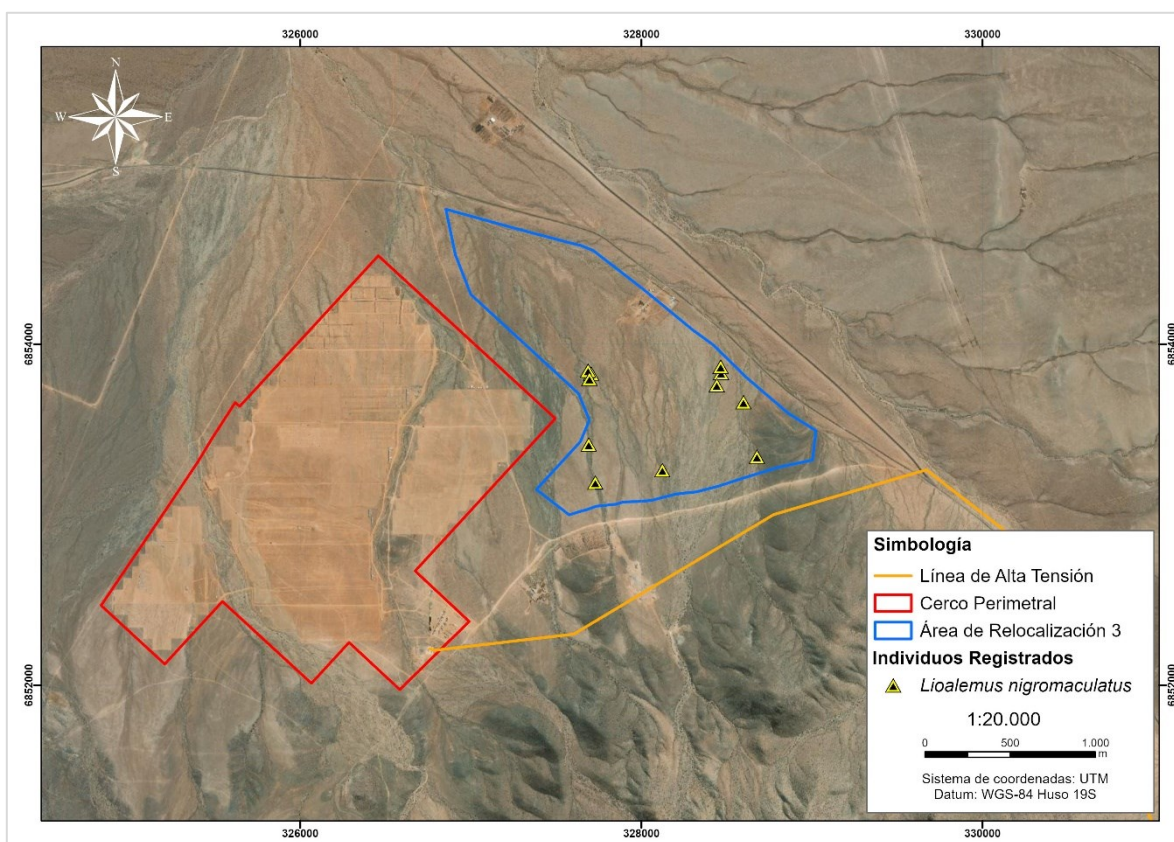 326000 328000 330000
N
W E
S
6854000 6854000
6852000 6852000
Simbología
Línea de Alta Tensión
Cerco Perimetral
Área de Relocalización 3
Individuos Registrados
Lioalemus nigromaculatus
1:20.000
0 500 1.000
m
Sistema de coordenadas: UTM
Datum: WGS-84 Huso 19S
326000 328000 330000